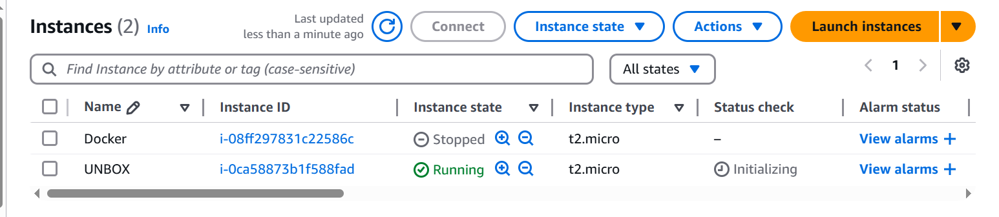 Instances (2) Info
Last updated
less than a minute ago
Connect
Instance state
Actions
Launch instances
Find Instance by attribute or tag (case-sensitive)
All states
1
Name Instance ID Instance state Instance type Status check Alarm status
Docker i-08ff297831c22586c Stopped t2.micro – View alarms +
UNBOX i-0ca58873b1f588fad Running t2.micro Initializing View alarms +